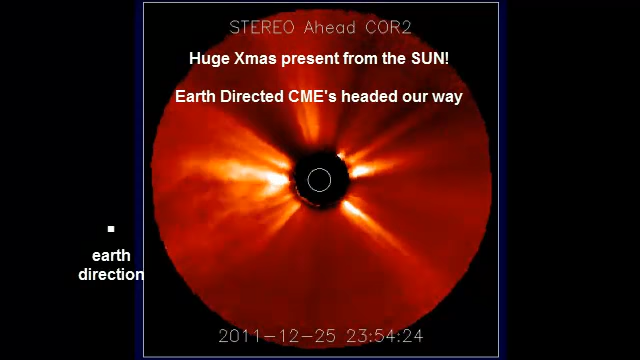 STEREO Ahead COR2
Huge Xmas present from the SUN!
Earth Directed CME's headed our way
earth
direction
2011-12-25 23:54:24